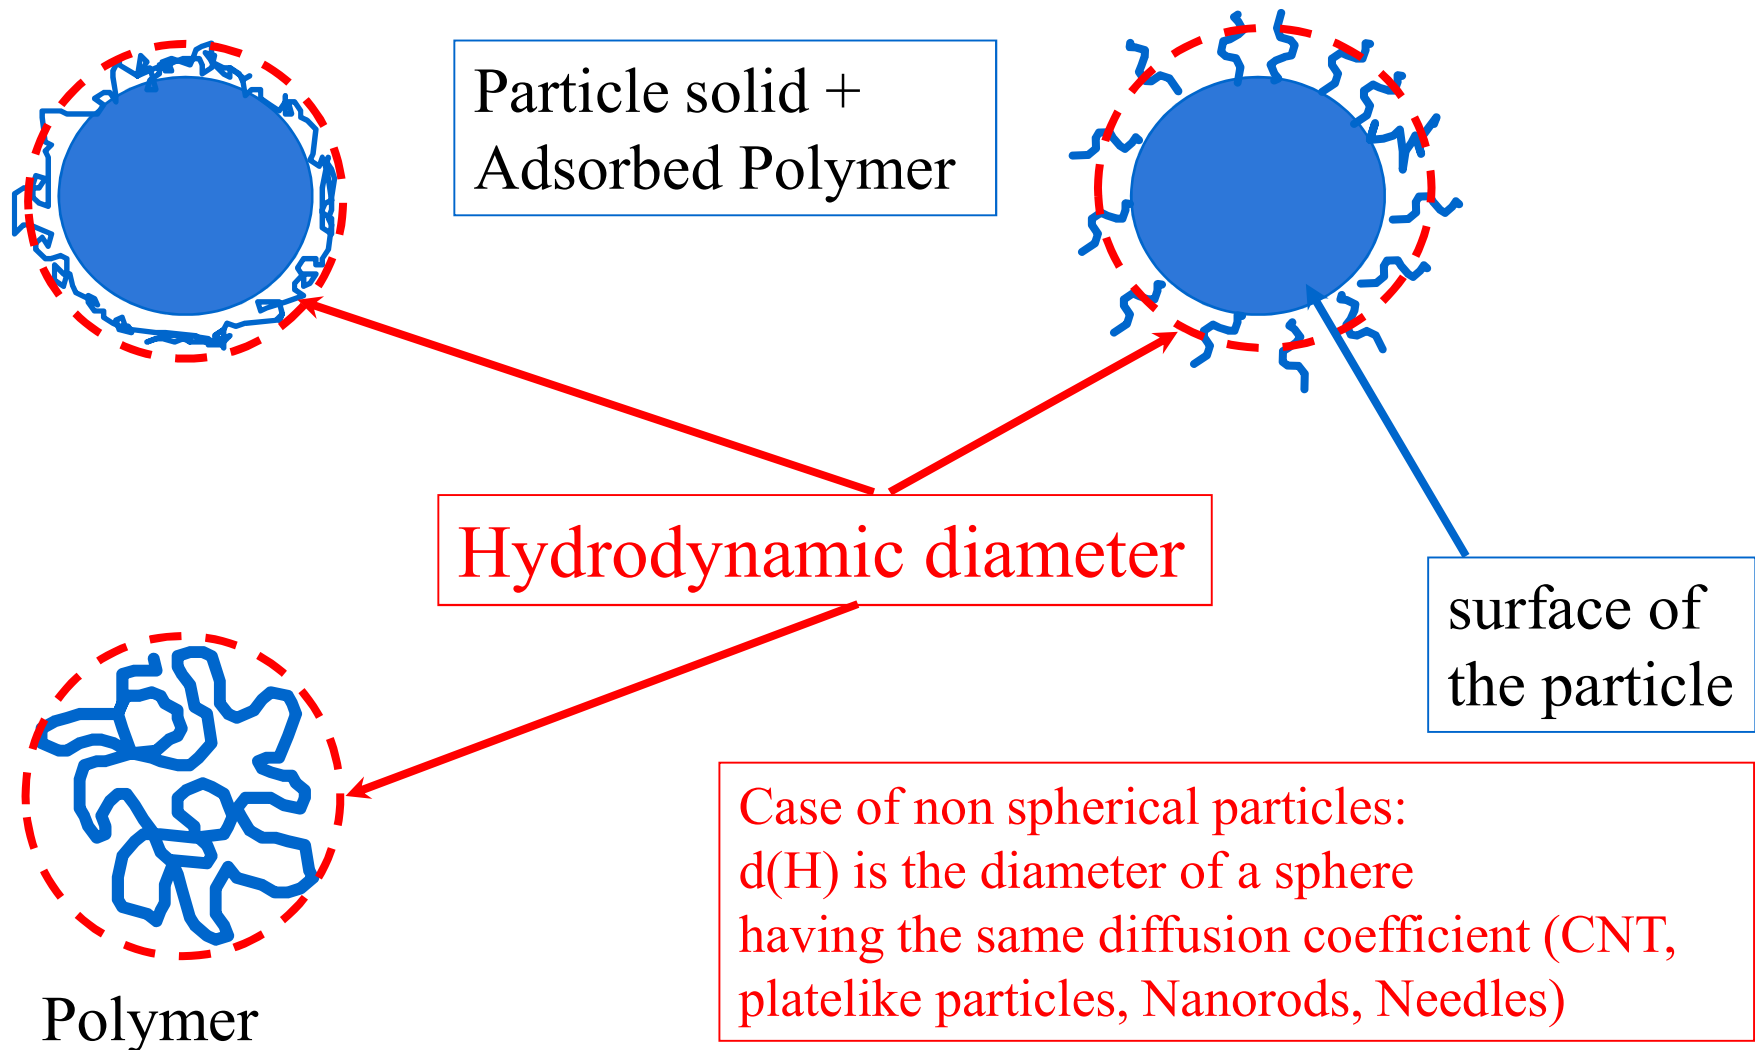 Particle solid +
Adsorbed Polymer
Hydrodynamic diameter
surface of
the particle
Case of non spherical particles:
d(H) is the diameter of a sphere
having the same diffusion coefficient (CNT,
platelike particles, Nanorods, Needles)
Polymer